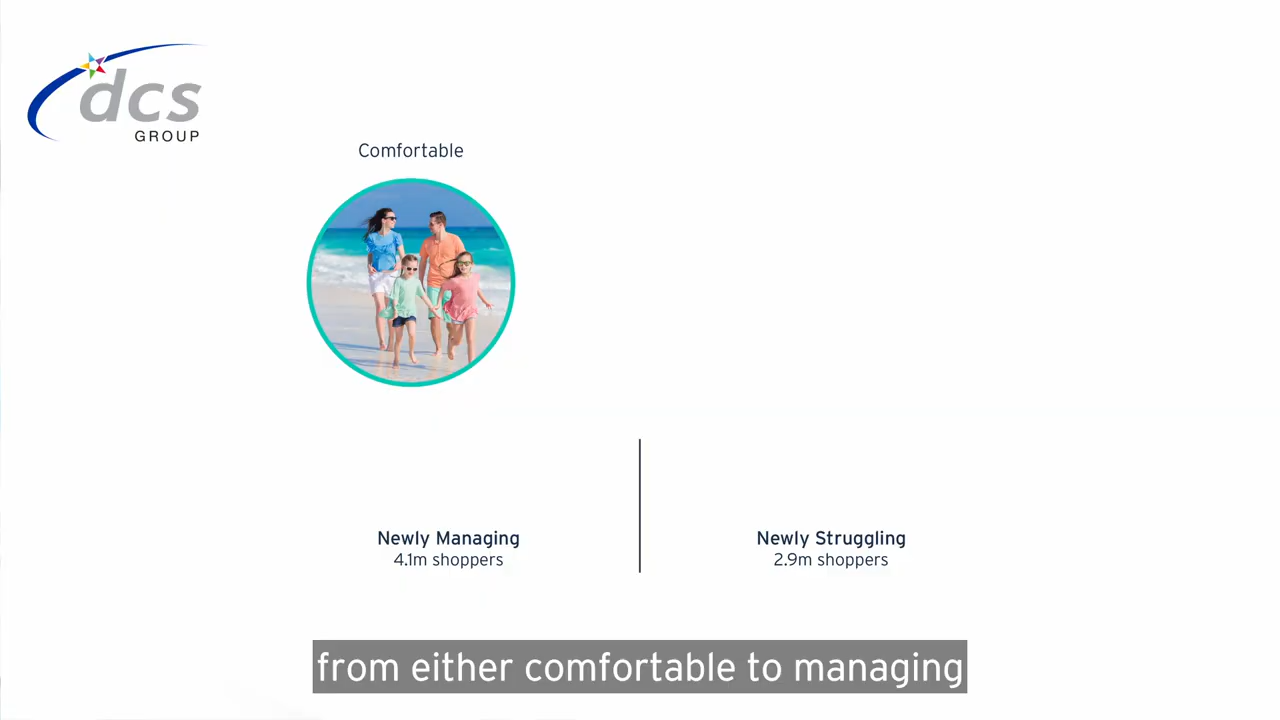 dcs
GROUP
Comfortable
Newly Managing
4.1m shoppers
Newly Struggling
2.9m shoppers
from either comfortable to managing